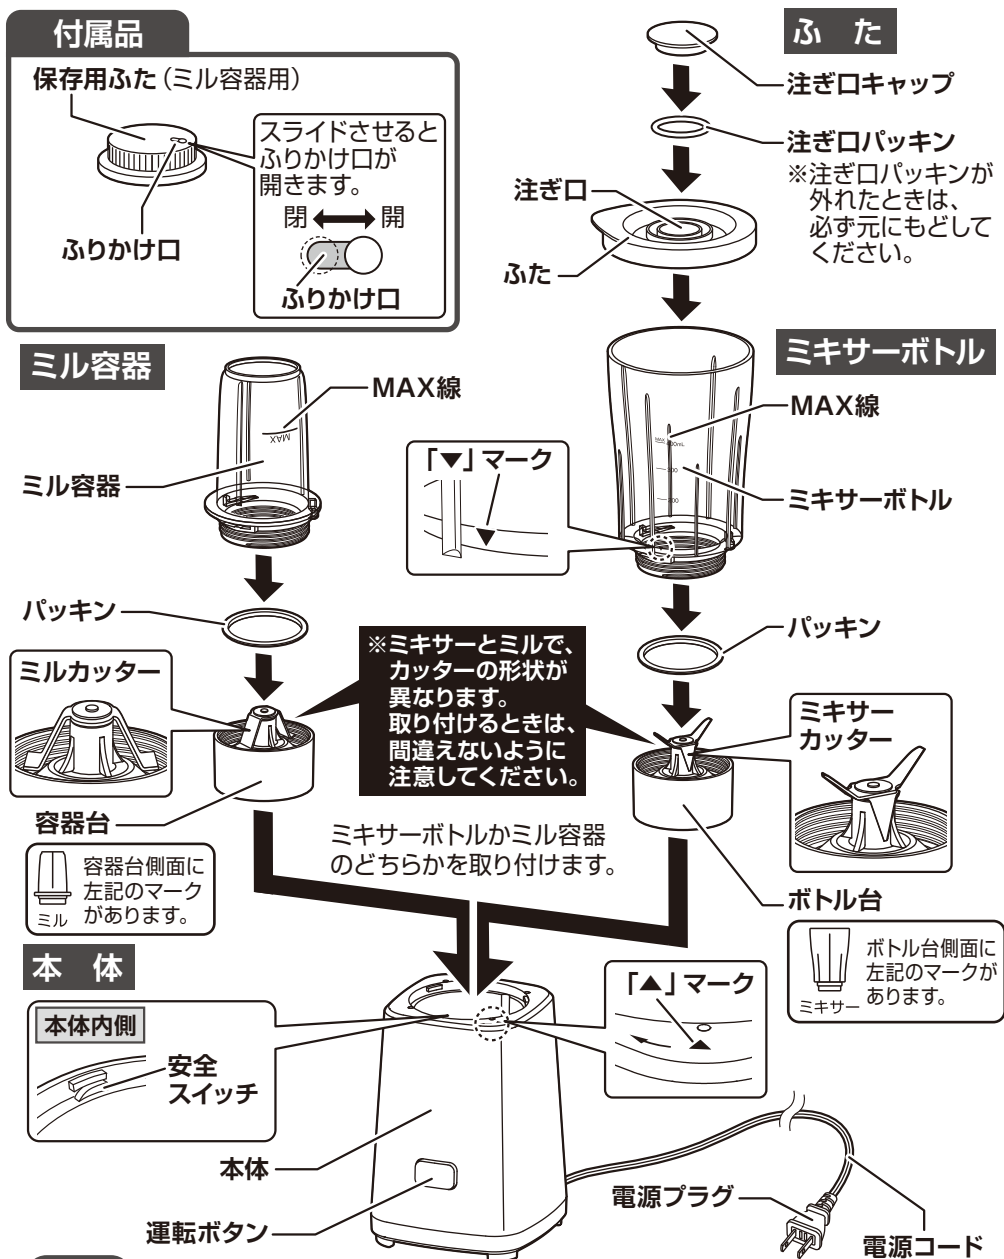 付属品
保存用ふた（ミル容器用）
スライドさせると
ふりかけ口が
開きます。
閉 開
ふりかけ口
ふりかけ口
ふ た
注ぎ口キャップ
注ぎ口パッキン
※注ぎ口パッキンが
外れたときは、
必ず元にもどして
ください。
注ぎ口
ふた
ミル容器
MAX線
MAX
ミル容器
パッキン
ミルカッター
容器台
容器台側面に
左記のマーク
があります。
ミル
ミキサーボトル
MAX線
MAX 400mL
300
200
ミキサーボトル
「▼」マーク
パッキン
※ミキサーとミルで、
カッターの形状が
異なります。
取り付けるときは、
間違えないように
注意してください。
ミキサー
カッター
ミキサーボトルかミル容器
のどちらかを取り付けます。
ボトル台
ボトル台側面に
左記のマークが
あります。
ミキサー
本 体
本体内側
安全
スイッチ
「▲」マーク
本体
運転ボタン
電源プラグ
電源コード